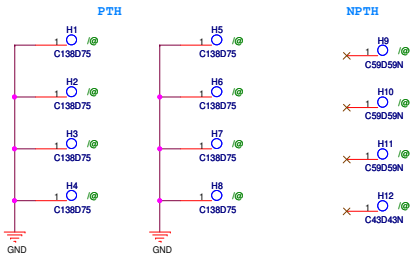 PTH NPTH
H1 H5 H9
1 /@ 1 /@ 1 /@
C138D75 C138D75 C59D59N
H2 H6 H10
1 /@ 1 /@ 1 /@
C138D75 C138D75 C59D59N
H3 H7 H11
1 /@ 1 /@ 1 /@
C138D75 C138D75 C59D59N
H4 H8 H12
1 /@ 1 /@ 1 /@
C138D75 C138D75 C43D43N
GND GND